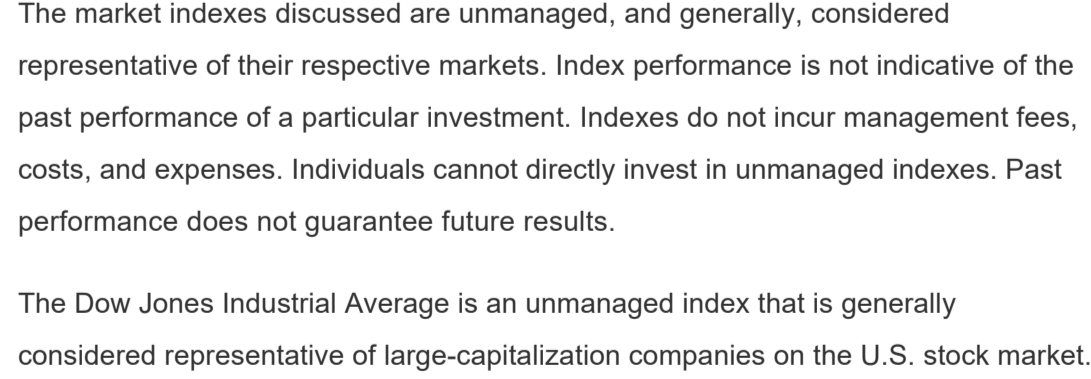 The market indexes discussed are unmanaged, and generally, considered
representative of their respective markets. Index performance is not indicative of the
past performance of a particular investment. Indexes do not incur management fees,
costs, and expenses. Individuals cannot directly invest in unmanaged indexes. Past
performance does not guarantee future results.
The Dow Jones Industrial Average is an unmanaged index that is generally
considered representative of large-capitalization companies on the U.S. stock market.